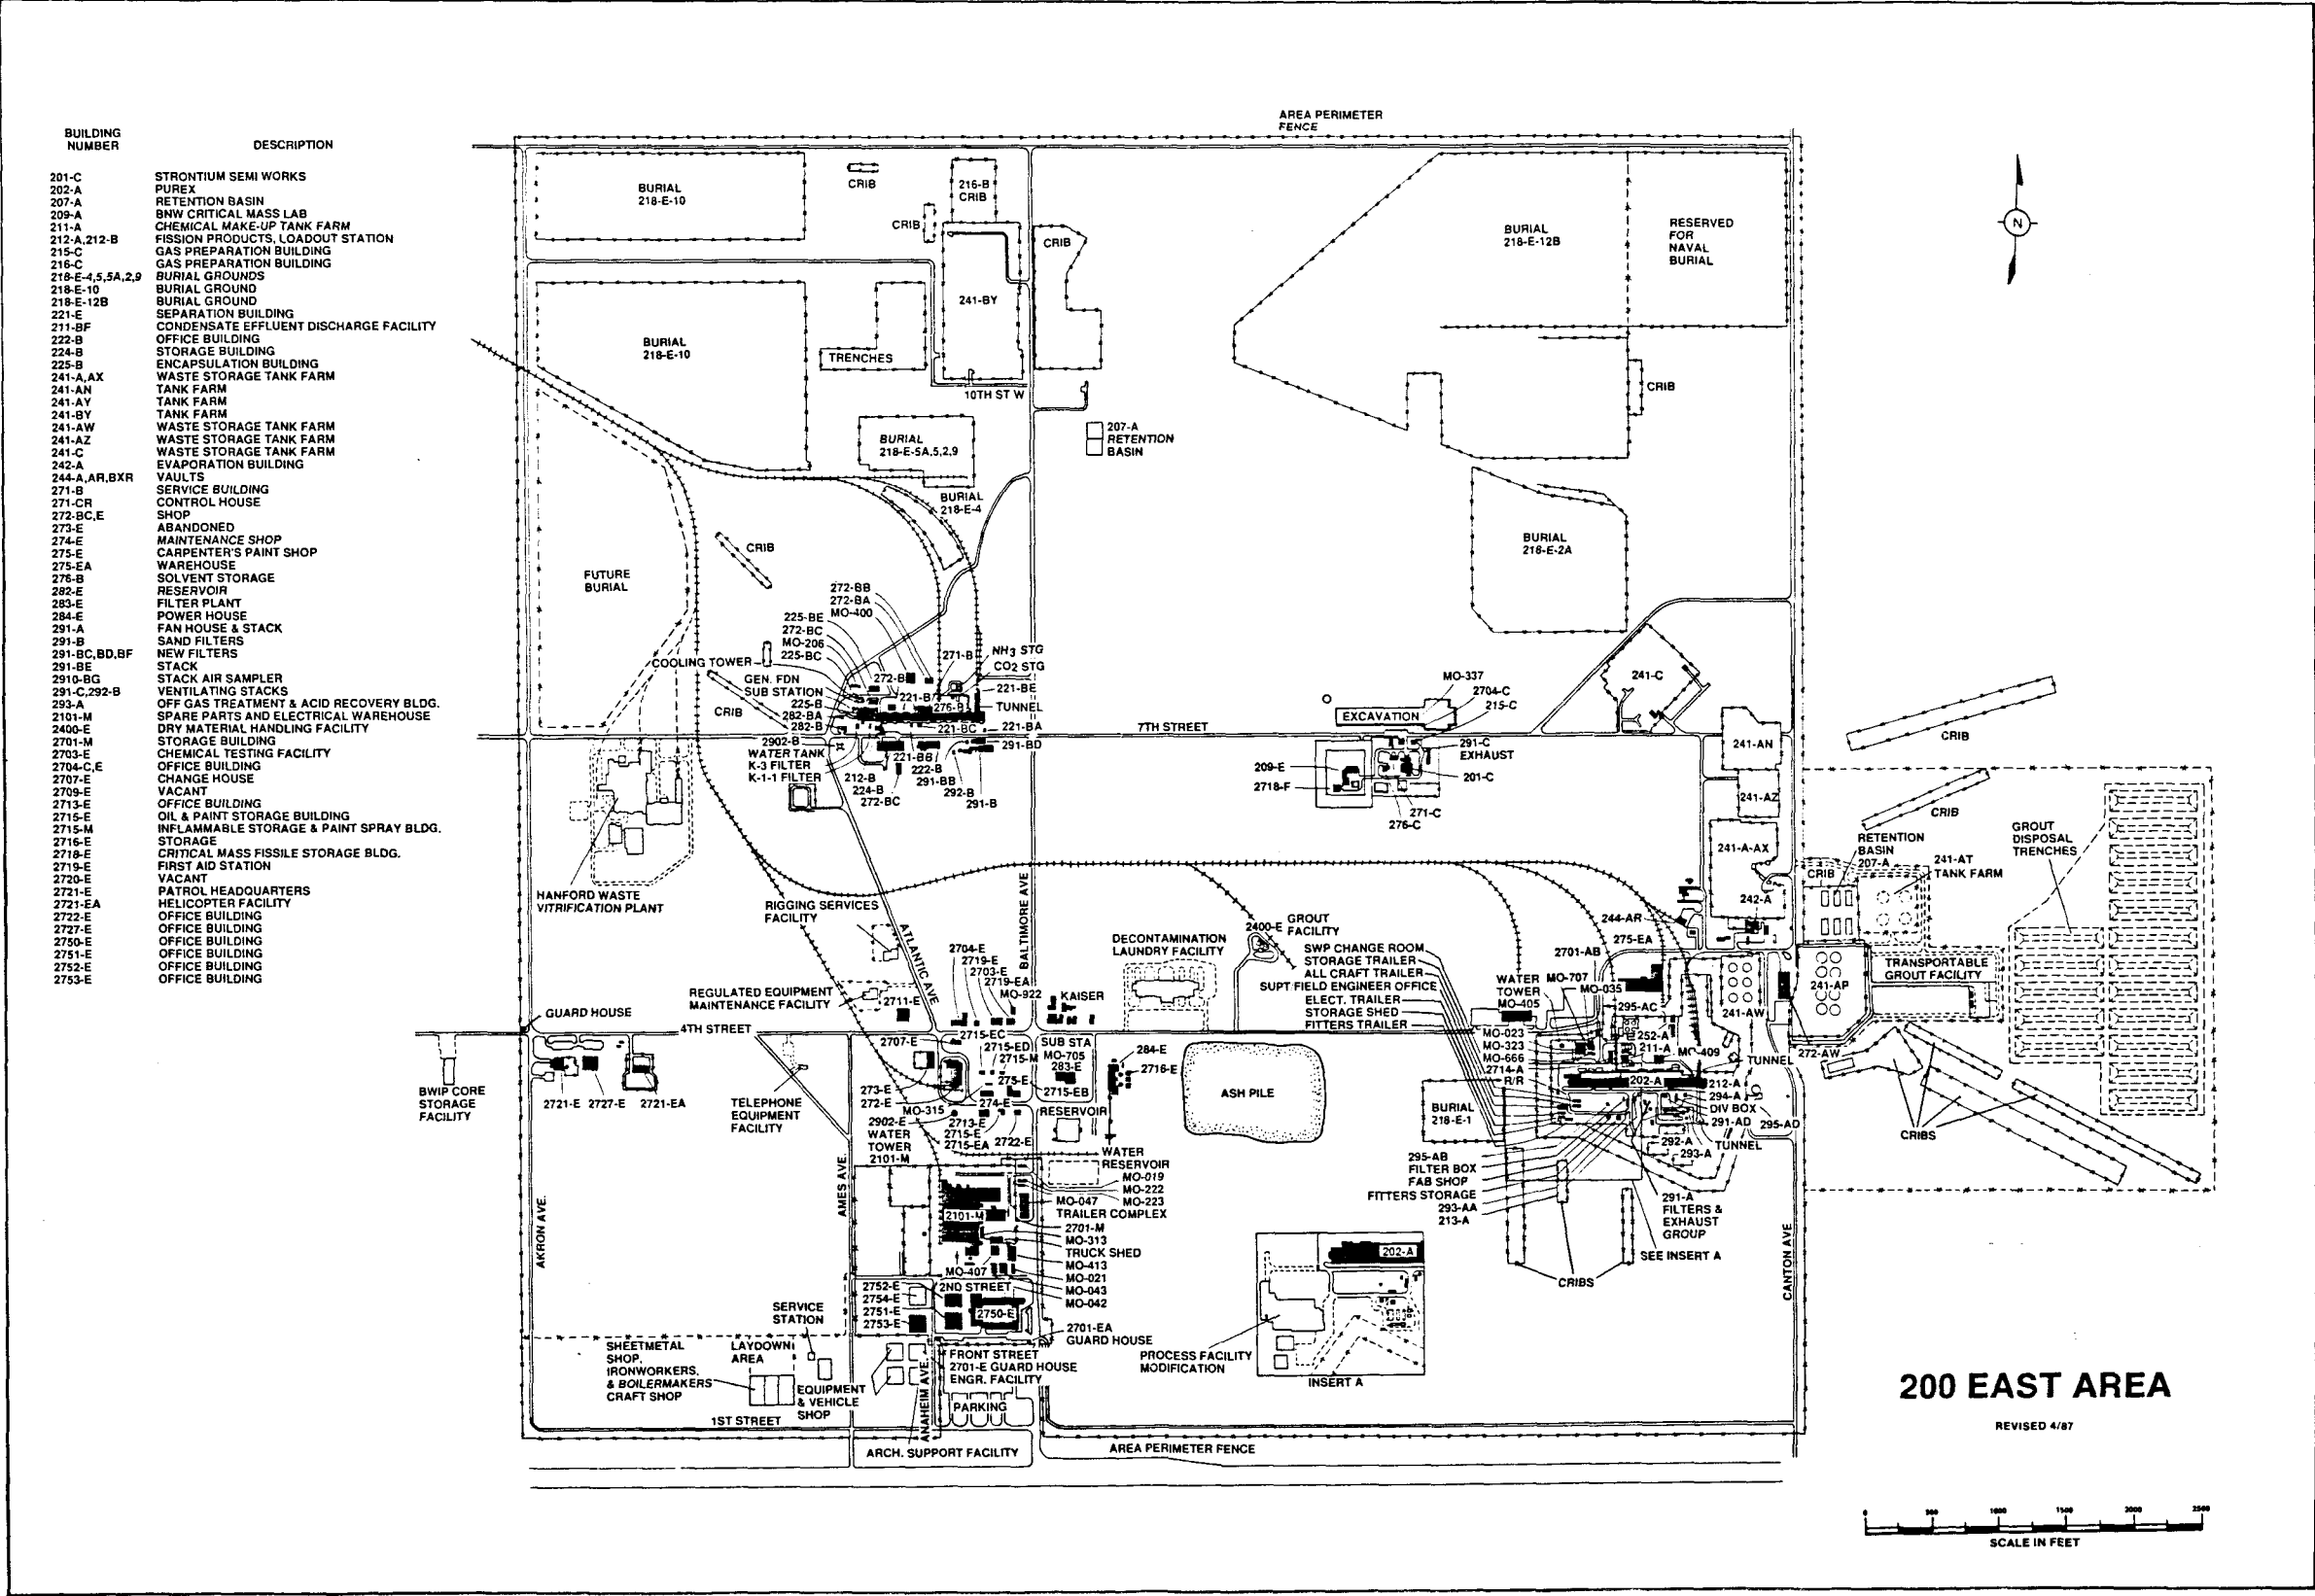 AREA PERIMETER
FENCE
BUILDING
NUMBER DESCRIPTION
201-C STRONTIUM SEMI WORKS
202-A PUREX
207-A RETENTION BASIN
209-A BNW CRITICAL MASS LAB
211-A CHEMICAL MAKE-UP TANK FARM
212-A,212-B FISSION PRODUCTS, LOADOUT STATION
215-C GAS PREPARATION BUILDING
216-C GAS PREPARATION BUILDING
218-E-4,5,5A,2,9 BURIAL GROUNDS
218-E-10 BURIAL GROUND
218-E-12B BURIAL GROUND
221-E SEPARATION BUILDING
211-BF CONDENSATE EFFLUENT DISCHARGE FACILITY
222-B OFFICE BUILDING
224-B STORAGE BUILDING
225-B ENCAPSULATION BUILDING
241-A,AX WASTE STORAGE TANK FARM
241-AN TANK FARM
241-AY TANK FARM
241-BY TANK FARM
241-AW WASTE STORAGE TANK FARM
241-AZ WASTE STORAGE TANK FARM
241-C WASTE STORAGE TANK FARM
242-A EVAPORATION BUILDING
244-A,AR,BXR VAULTS
271-B SERVICE BUILDING
271-CR CONTROL HOUSE
272-BC,E SHOP
273-E ABANDONED
274-E MAINTENANCE SHOP
275-E CARPENTER'S PAINT SHOP
275-EA WAREHOUSE
276-B SOLVENT STORAGE
282-E RESERVOIR
283-E FILTER PLANT
284-E POWER HOUSE
291-A FAN HOUSE & STACK
291-B SAND FILTERS
291-BC,BD,BF NEW FILTERS
291-BE STACK
2910-BG STACK AIR SAMPLER
291-C,292-B VENTILATING STACKS
293-A OFF GAS TREATMENT & ACID RECOVERY BLDG.
2101-M SPARE PARTS AND ELECTRICAL WAREHOUSE
2400-E DRY MATERIAL HANDLING FACILITY
2701-M STORAGE BUILDING
2703-E CHEMICAL TESTING FACILITY
2704-C,E OFFICE BUILDING
2707-E CHANGE HOUSE
2709-E VACANT
2713-E OFFICE BUILDING
2715-E OIL & PAINT STORAGE BUILDING
2715-M INFLAMMABLE STORAGE & PAINT SPRAY BLDG.
2716-E STORAGE
2718-E CRITICAL MASS FISSILE STORAGE BLDG.
2719-E FIRST AID STATION
2720-E VACANT
2721-E PATROL HEADQUARTERS
2721-EA HELICOPTER FACILITY
2722-E OFFICE BUILDING
2727-E OFFICE BUILDING
2750-E OFFICE BUILDING
2751-E OFFICE BUILDING
2752-E OFFICE BUILDING
2753-E OFFICE BUILDING
BURIAL
218-E-10
CRIB
216-B
CRIB
CRIB
CRIB
241-BY
BURIAL
218-E-10
TRENCHES
10TH ST W
BURIAL
218-E-5A,5,2,9
BURIAL
218-E-4
207-A
RETENTION
BASIN
BURIAL
218-E-12B
RESERVED
FOR
NAVAL
BURIAL
N
CRIB
BURIAL
218-E-2A
FUTURE
BURIAL
CRIB
272-BB
272-BA
MO-400
225-BE
272-BC
MO-206
225-BC
COOLING TOWER
GEN. FDN
SUB STATION
225-B
282-BA
282-B
CRIB
272-B
271-B
NH3 STG
CO2 STG
221-BE
TUNNEL
221-B
276-B
221-BC
221-BA
291-BD
2902-B
WATER TANK
K-3 FILTER
K-1-1 FILTER
212-B
224-B
272-BC
221-BB
222-B
291-BB
292-B
291-B
7TH STREET
MO-337
2704-C
215-C
EXCAVATION
291-C
EXHAUST
209-E
2718-F
201-C
271-C
276-C
241-C
241-AN
241-AZ
241-A-AX
242-A
CRIB
CRIB
RETENTION
BASIN
207-A
CRIB
241-AT
TANK FARM
GROUT
DISPOSAL
TRENCHES
HANFORD WASTE
VITRIFICATION PLANT
RIGGING SERVICES
FACILITY
ATLANTIC AVE
BALTIMORE AVE
REGULATED EQUIPMENT
MAINTENANCE FACILITY
2711-E
2704-E
2719-E
2703-E
2719-EA
MO-922
KAISER
DECONTAMINATION
LAUNDRY FACILITY
2400-E
GROUT
FACILITY
SWP CHANGE ROOM
STORAGE TRAILER
ALL CRAFT TRAILER
SUPT/FIELD ENGINEER OFFICE
ELECT. TRAILER
STORAGE SHED
FITTERS TRAILER
WATER
TOWER
MO-405
MO-707
MO-035
2701-AB
244-AR
275-EA
295-AC
252-A
211-A
MO-409
241-AW
241-AP
TRANSPORTABLE
GROUT FACILITY
MO-023
MO-323
MO-666
2714-A
R/R
202-A
TUNNEL
272-AW
212-A
294-A
DIV BOX
291-AD
295-AD
TUNNEL
292-A
293-A
CRIBS
GUARD HOUSE
4TH STREET
BWIP CORE
STORAGE
FACILITY
2721-E
2727-E
2721-EA
TELEPHONE
EQUIPMENT
FACILITY
2707-E
2715-EC
2715-ED
2715-M
275-E
SUB STA
MO-705
283-E
2715-EB
284-E
2716-E
273-E
272-E
274-E
MO-315
2902-E
WATER
TOWER
2101-M
2713-E
2715-E
2715-EA
2722-E
RESERVOIR
WATER
RESERVOIR
MO-019
MO-222
MO-223
MO-047
TRAILER COMPLEX
2701-M
MO-313
TRUCK SHED
MO-413
MO-021
MO-043
MO-042
2101-M
MO-407
2ND STREET
2752-E
2754-E
2751-E
2753-E
2750-E
2701-EA
GUARD HOUSE
ASH PILE
BURIAL
218-E-1
295-AB
FILTER BOX
FAB SHOP
FITTERS STORAGE
293-AA
213-A
291-A
FILTERS &
EXHAUST
GROUP
SEE INSERT A
CRIBS
202-A
PROCESS FACILITY
MODIFICATION
INSERT A
AKRON AVE.
AMES AVE.
CANTON AVE
SERVICE
STATION
SHEETMETAL
SHOP,
IRONWORKERS,
& BOILERMAKERS
CRAFT SHOP
LAYDOWN
AREA
EQUIPMENT
& VEHICLE
SHOP
ANAHEIM AVE.
FRONT STREET
2701-E GUARD HOUSE
ENGR. FACILITY
PARKING
1ST STREET
ARCH. SUPPORT FACILITY
AREA PERIMETER FENCE
200 EAST AREA
REVISED 4/87
0 500 1000 1500 2000 2500
SCALE IN FEET